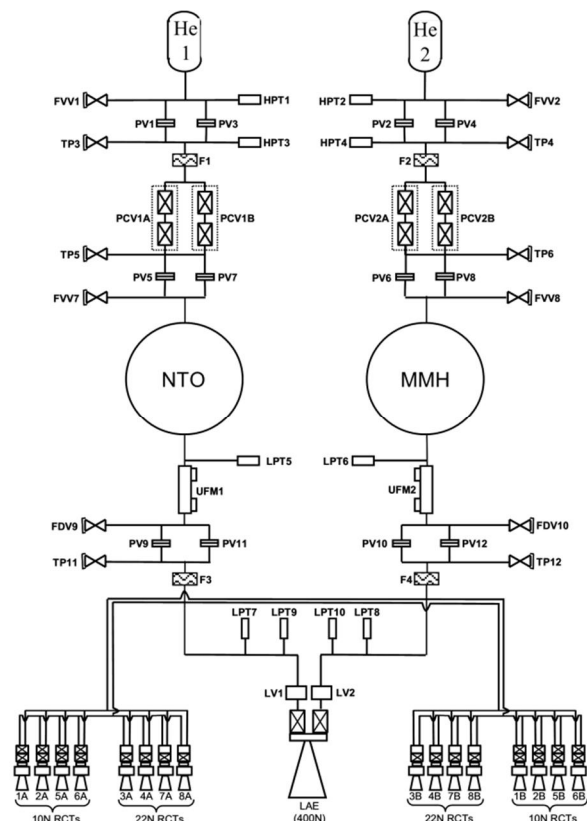 He He
1 2
FVV1 HPT1 HPT2 FVV2
PV1 PV3 PV2 PV4
TP3 HPT3 HPT4 TP4
F1 F2
PCV1A PCV1B PCV2A PCV2B
TP5 TP6
PV5 PV7 PV6 PV8
FVV7 FVV8
NTO MMH
LPT5 LPT6
UFM1 UFM2
FDV9 FDV10
PV9 PV11 PV10 PV12
TP11 TP12
F3 F4
LPT7 LPT9 LPT10 LPT8
LV1 LV2
1A 2A 5A 6A 3A 4A 7A 8A 3B 4B 7B 8B 1B 2B 5B 6B
10N RCTs 22N RCTs LAE 22N RCTs 10N RCTs
(400N)